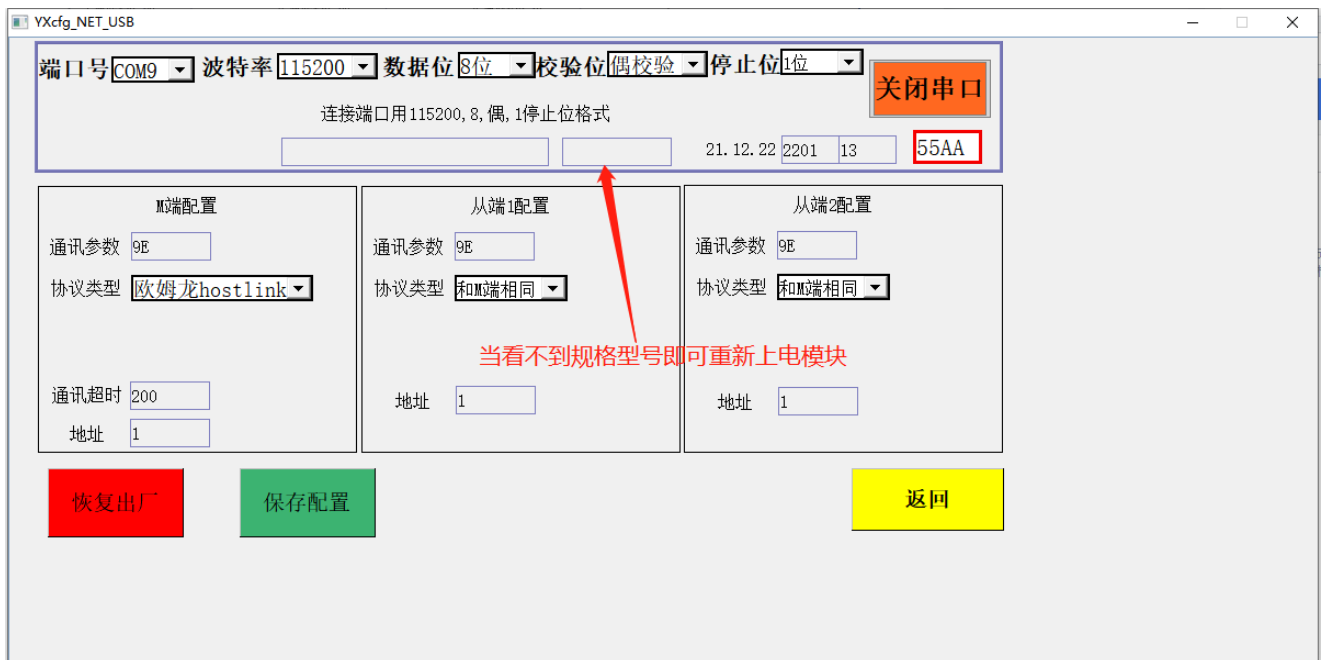 YXcfg_NET_USB
端口号 COM9 波特率 115200 数据位 8位 校验位 偶校验 停止位 1位
关闭串口
连接端口用115200,8,偶,1停止位格式
21.12.22 2201 13 55AA
M端配置 从端1配置 从端2配置
通讯参数 9E 通讯参数 9E 通讯参数 9E
协议类型 欧姆龙hostlink 协议类型 和M端相同 协议类型 和M端相同
当看不到规格型号即可重新上电模块
通讯超时 200
地址 1 地址 1
地址 1
恢复出厂 保存配置 返回